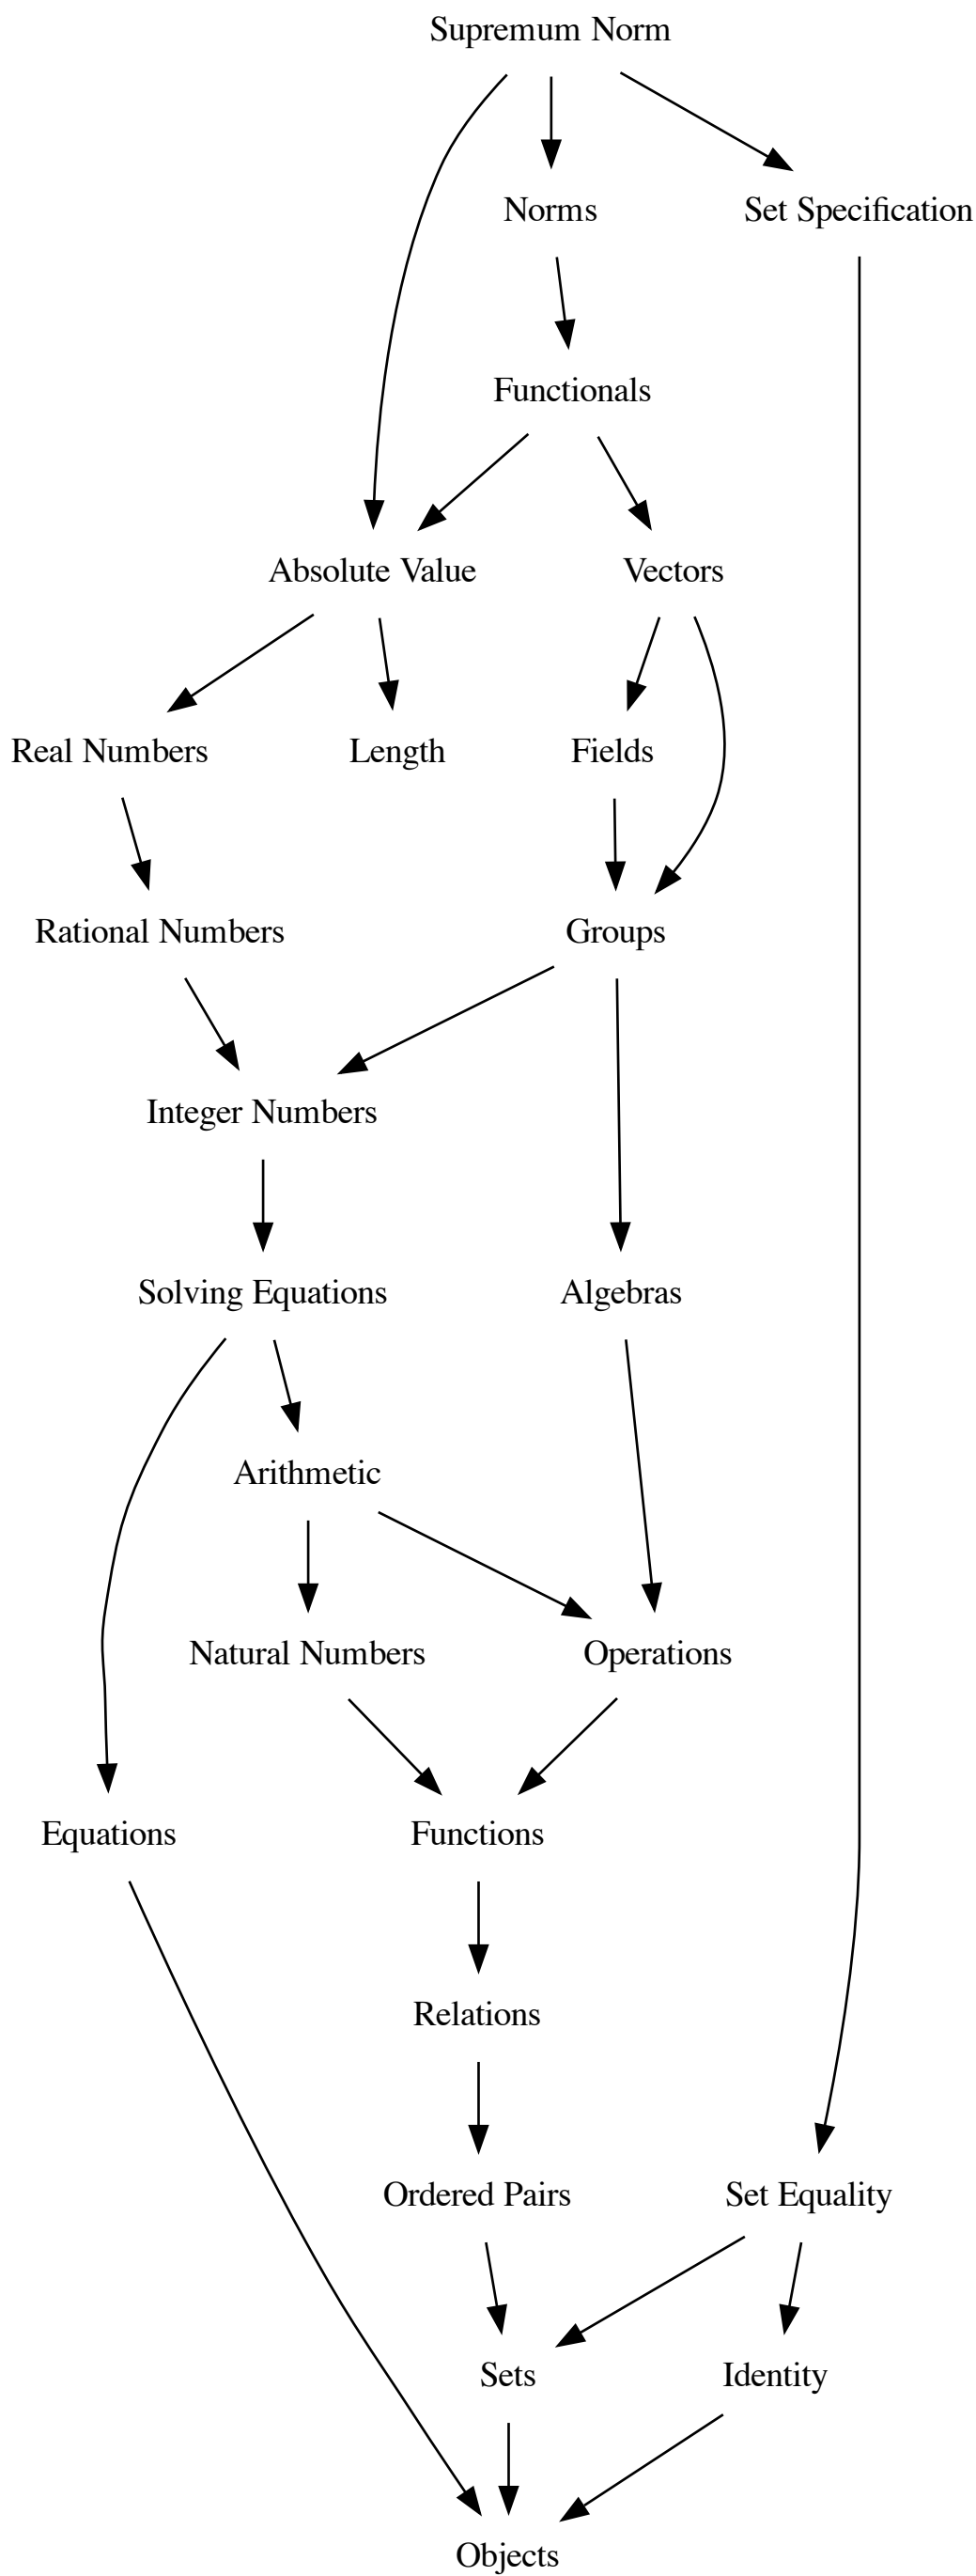 Supremum Norm
Norms
Set Specification
Functionals
Absolute Value
Vectors
Real Numbers
Length
Fields
Rational Numbers
Groups
Integer Numbers
Solving Equations
Algebras
Arithmetic
Natural Numbers
Operations
Equations
Functions
Relations
Ordered Pairs
Set Equality
Sets
Identity
Objects